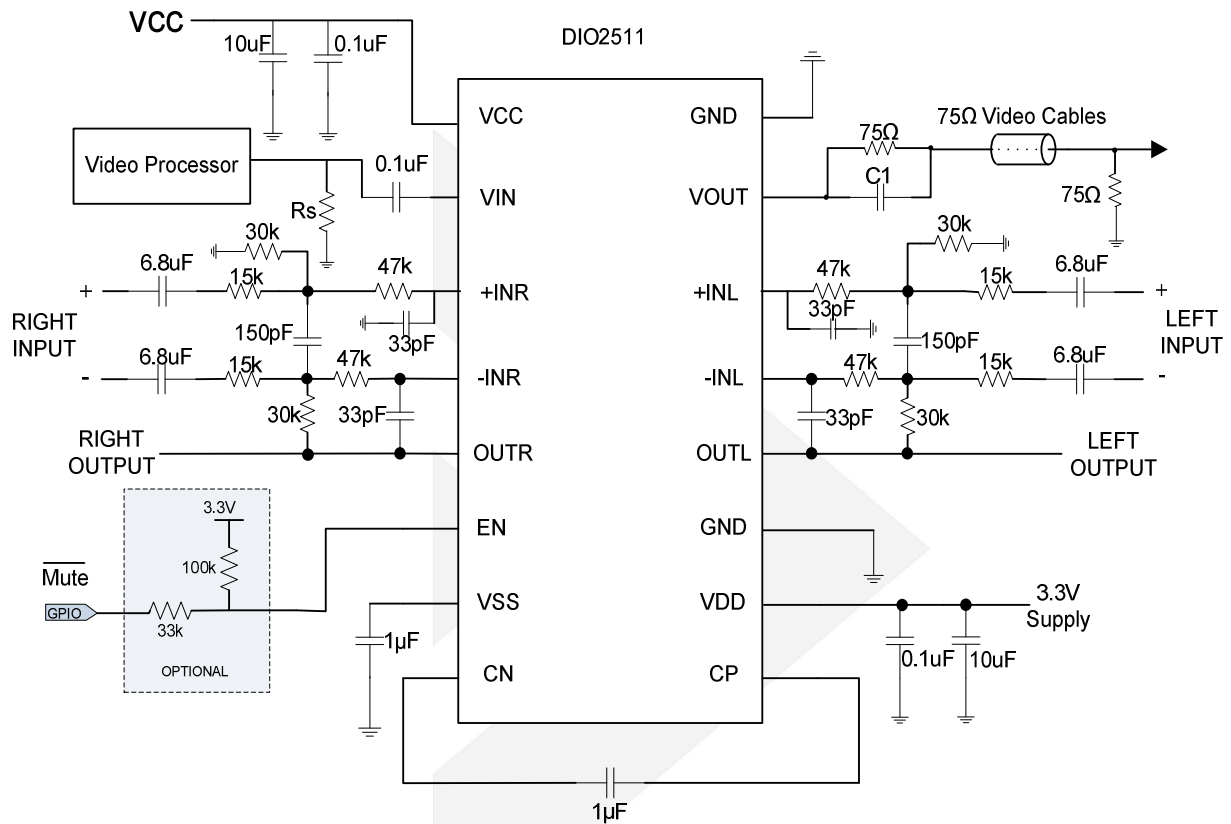 VCC
10uF
0.1uF
DIO2511
VCC
GND
75Ω Video Cables
75Ω
Video Processor
0.1uF
C1
VIN
VOUT
75Ω
Rs
30k
30k
6.8uF
47k
47k
6.8uF
+
15k
+INR
+INL
15k
+
RIGHT
INPUT
33pF
LEFT
INPUT
150pF
33pF
150pF
6.8uF
15k
47k
47k
6.8uF
-
-INR
-INL
15k
-
30k
33pF
33pF
30k
RIGHT
OUTPUT
OUTR
OUTL
LEFT
OUTPUT
3.3V
EN
GND
100k
Mute
GPIO
33k
OPTIONAL
VSS
VDD
3.3V
Supply
1µF
0.1uF
10uF
CN
CP
1µF